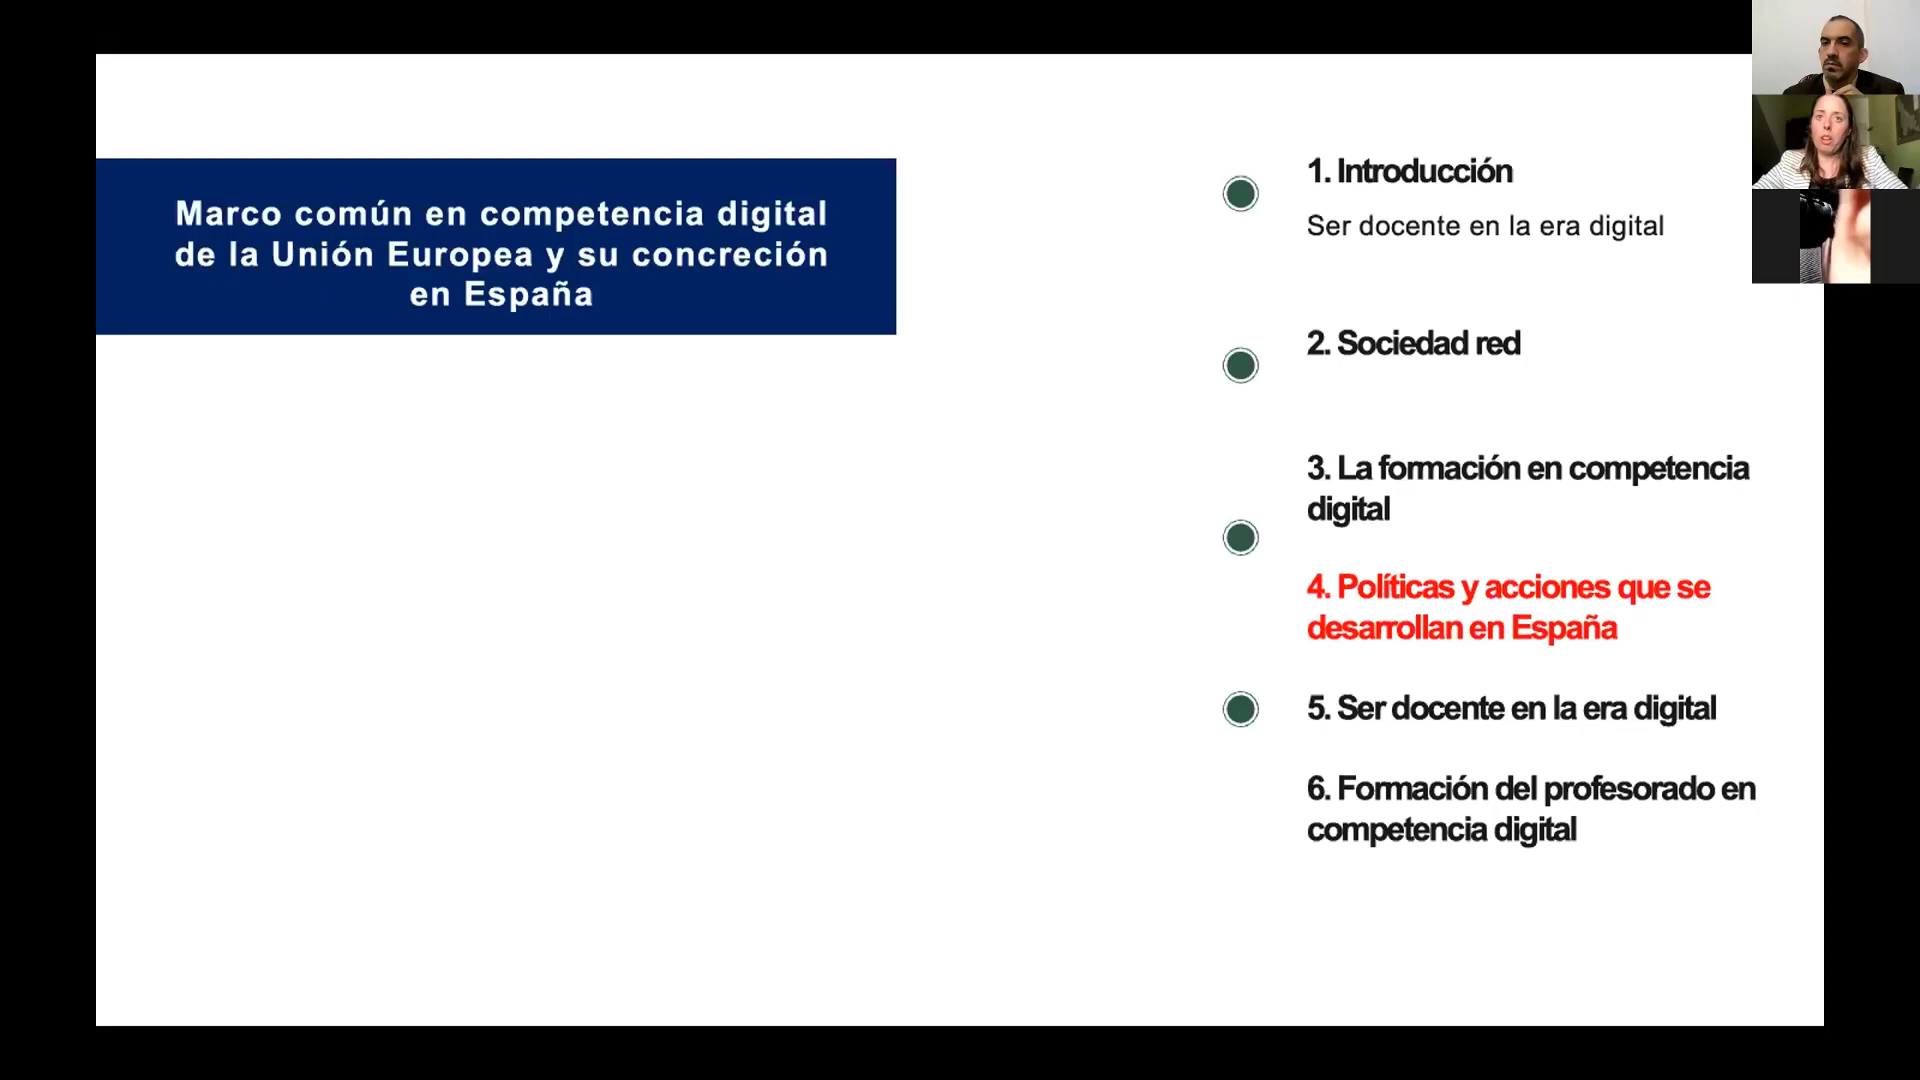 Marco común en competencia digital
de la Unión Europea y su concreción
en España
1. Introducción
Ser docente en la era digital
2. Sociedad red
3. La formación en competencia
digital
4. Políticas y acciones que se
desarrollan en España
5. Ser docente en la era digital
6. Formación del profesorado en
competencia digital